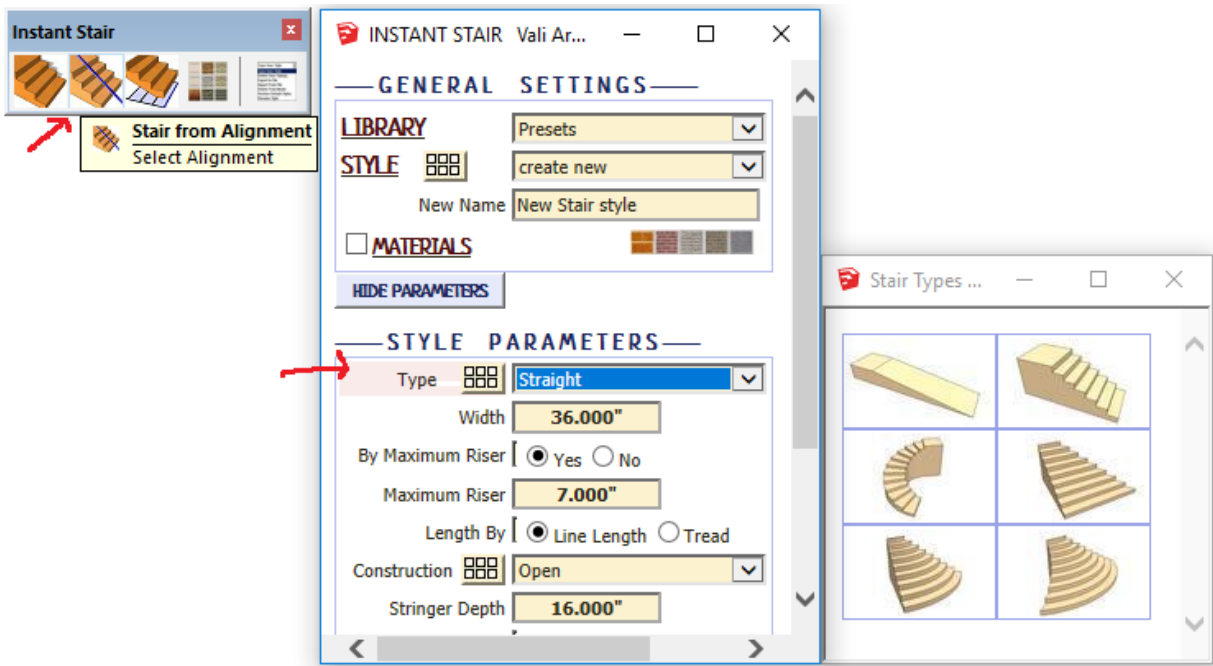 Instant Stair
Stair from Alignment
Select Alignment
INSTANT STAIR Vali Ar...
GENERAL SETTINGS
LIBRARY Presets
STYLE create new
New Name New Stair style
MATERIALS
HIDE PARAMETERS
STYLE PARAMETERS
Type Straight
Width 36.000"
By Maximum Riser Yes No
Maximum Riser 7.000"
Length By Line Length Tread
Construction Open
Stringer Depth 16.000"
Stair Types ...